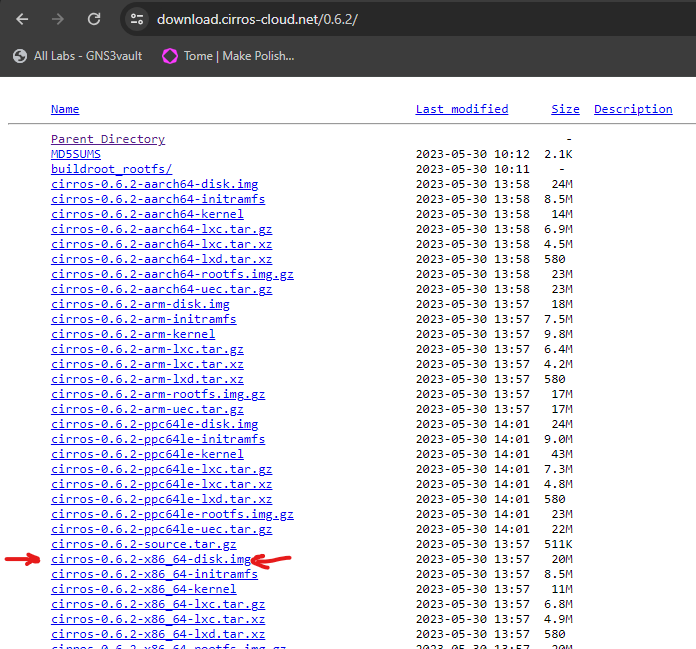 download.cirros-cloud.net/0.6.2/
All Labs - GNS3vault Tome | Make Polish...
Name Last modified Size Description
Parent Directory -
MD5SUMS 2023-05-30 10:12 2.1K
buildroot_rootfs/ 2023-05-30 10:11 -
cirros-0.6.2-aarch64-disk.img 2023-05-30 13:58 24M
cirros-0.6.2-aarch64-initramfs 2023-05-30 13:58 8.5M
cirros-0.6.2-aarch64-kernel 2023-05-30 13:58 14M
cirros-0.6.2-aarch64-lxc.tar.gz 2023-05-30 13:58 6.9M
cirros-0.6.2-aarch64-lxc.tar.xz 2023-05-30 13:58 4.5M
cirros-0.6.2-aarch64-lxd.tar.xz 2023-05-30 13:58 580
cirros-0.6.2-aarch64-rootfs.img.gz 2023-05-30 13:58 23M
cirros-0.6.2-aarch64-uec.tar.gz 2023-05-30 13:58 23M
cirros-0.6.2-arm-disk.img 2023-05-30 13:57 18M
cirros-0.6.2-arm-initramfs 2023-05-30 13:57 7.5M
cirros-0.6.2-arm-kernel 2023-05-30 13:57 9.8M
cirros-0.6.2-arm-lxc.tar.gz 2023-05-30 13:57 6.4M
cirros-0.6.2-arm-lxc.tar.xz 2023-05-30 13:57 4.2M
cirros-0.6.2-arm-lxd.tar.xz 2023-05-30 13:57 580
cirros-0.6.2-arm-rootfs.img.gz 2023-05-30 13:57 17M
cirros-0.6.2-arm-uec.tar.gz 2023-05-30 13:57 17M
cirros-0.6.2-ppc64le-disk.img 2023-05-30 14:01 24M
cirros-0.6.2-ppc64le-initramfs 2023-05-30 14:01 9.0M
cirros-0.6.2-ppc64le-kernel 2023-05-30 14:01 43M
cirros-0.6.2-ppc64le-lxc.tar.gz 2023-05-30 14:01 7.3M
cirros-0.6.2-ppc64le-lxc.tar.xz 2023-05-30 14:01 4.8M
cirros-0.6.2-ppc64le-lxd.tar.xz 2023-05-30 14:01 580
cirros-0.6.2-ppc64le-rootfs.img.gz 2023-05-30 14:01 23M
cirros-0.6.2-ppc64le-uec.tar.gz 2023-05-30 14:01 22M
cirros-0.6.2-source.tar.gz 2023-05-30 13:57 511K
cirros-0.6.2-x86_64-disk.img 2023-05-30 13:57 20M
cirros-0.6.2-x86_64-initramfs 2023-05-30 13:57 8.5M
cirros-0.6.2-x86_64-kernel 2023-05-30 13:57 11M
cirros-0.6.2-x86_64-lxc.tar.gz 2023-05-30 13:57 6.8M
cirros-0.6.2-x86_64-lxc.tar.xz 2023-05-30 13:57 4.9M
cirros-0.6.2-x86_64-lxd.tar.xz 2023-05-30 13:57 580
cirros-0.6.2-x86_64-rootfs.img.gz 2023-05-30 13:57 20M